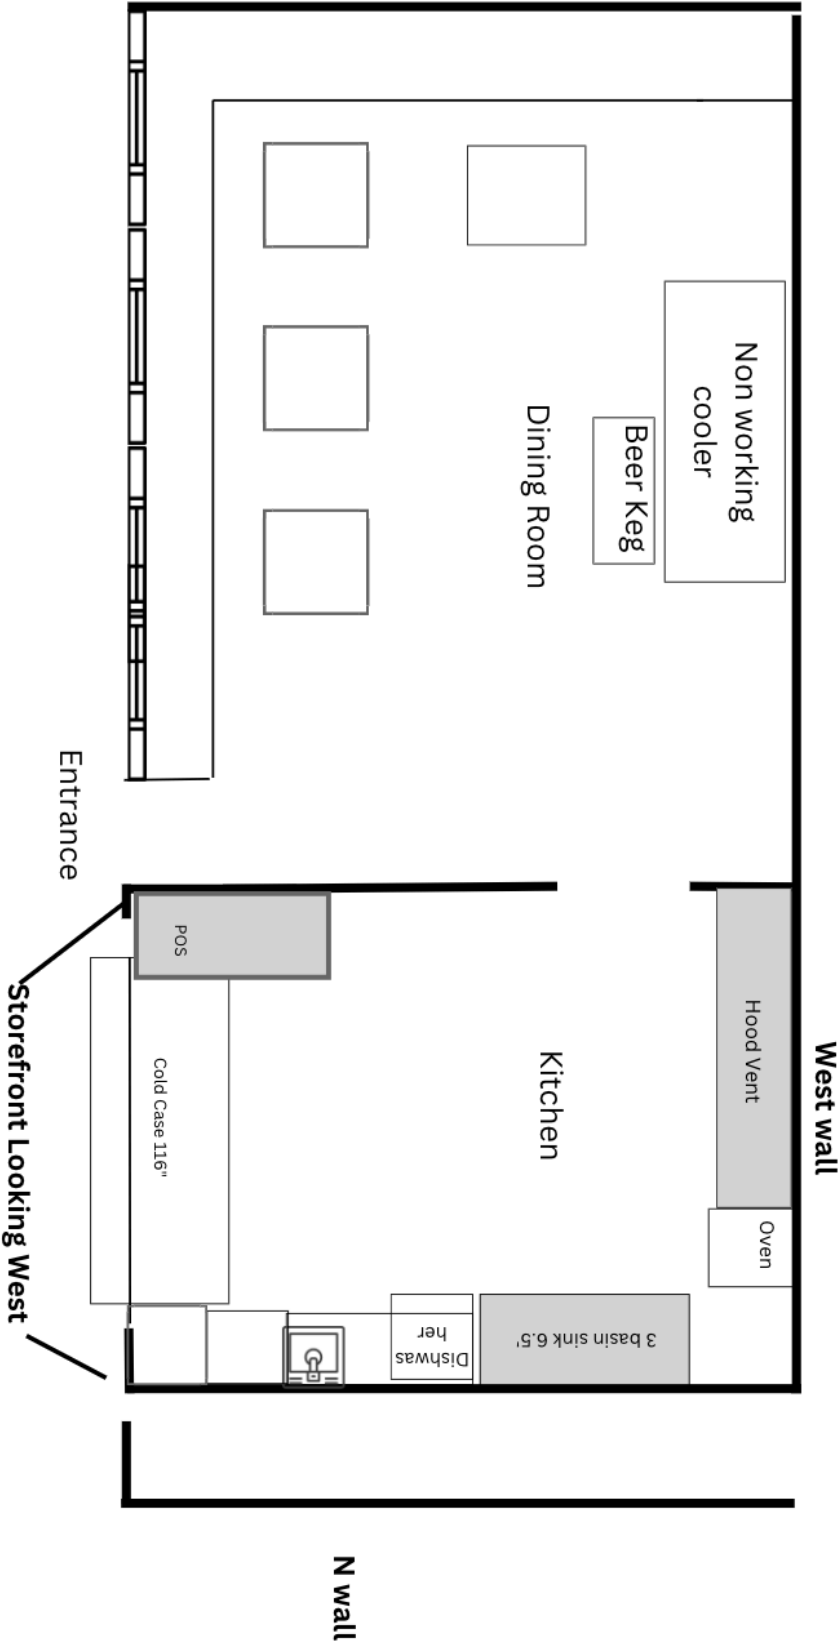 West wall
Non working
cooler
Beer Keg
Dining Room
Entrance
POS
Hood Vent
Kitchen
Cold Case 116"
Oven
Storefront Looking West
Dishwas
her
3 basin sink 6.5'
N wall